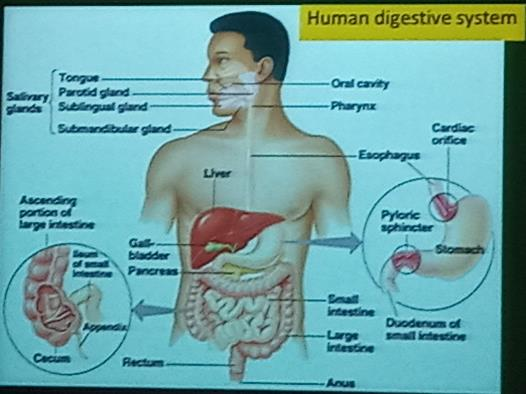 Human digestive system
Tongue
Parotid gland
Sublingual gland
Submandibular gland
Salivary
glands
Oral cavity
Pharynx
Esophagus
Cardiac
orifice
Liver
Ascending
portion of
large intestine
Ileum
of small
intestine
Appendix
Cecum
Gall-
bladder
Pancreas
Pyloric
sphincter
Stomach
Duodenum of
small intestine
Small
intestine
Large
intestine
Rectum
Anus